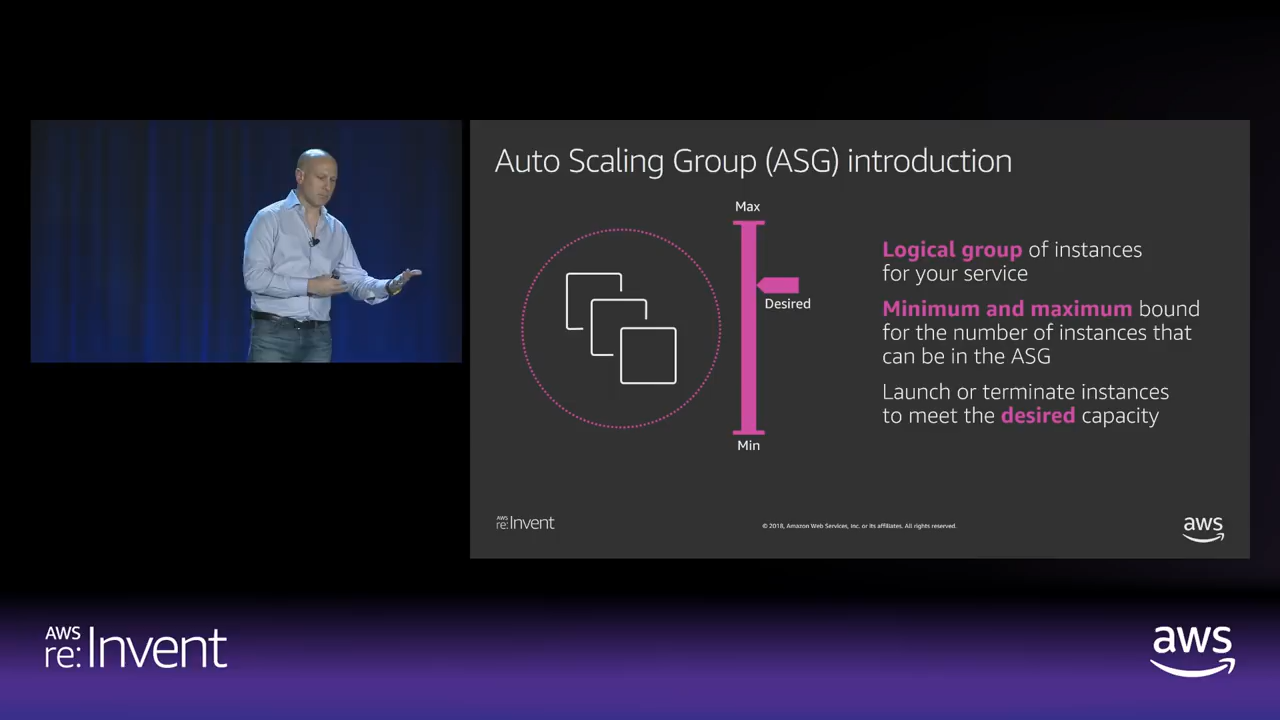 Auto Scaling Group (ASG) introduction
Max
Desired
Min
Logical group of instances
for your service
Minimum and maximum bound
for the number of instances that
can be in the ASG
Launch or terminate instances
to meet the desired capacity
AWS
re:Invent
© 2018, Amazon Web Services, Inc. or its affiliates. All rights reserved.
aws
AWS
re:Invent
aws